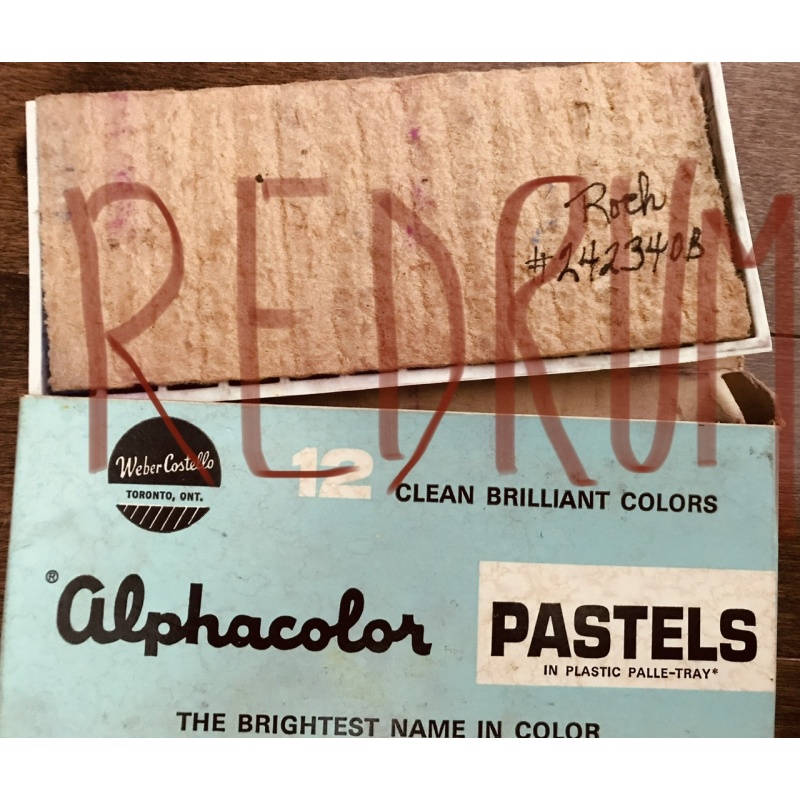 Roch
#242340B
REDRUM
Weber Costello
TORONTO, ONT.
12 CLEAN BRILLIANT COLORS
® alphacolor
PASTELS
IN PLASTIC PALLE-TRAY*
THE BRIGHTEST NAME IN COLOR